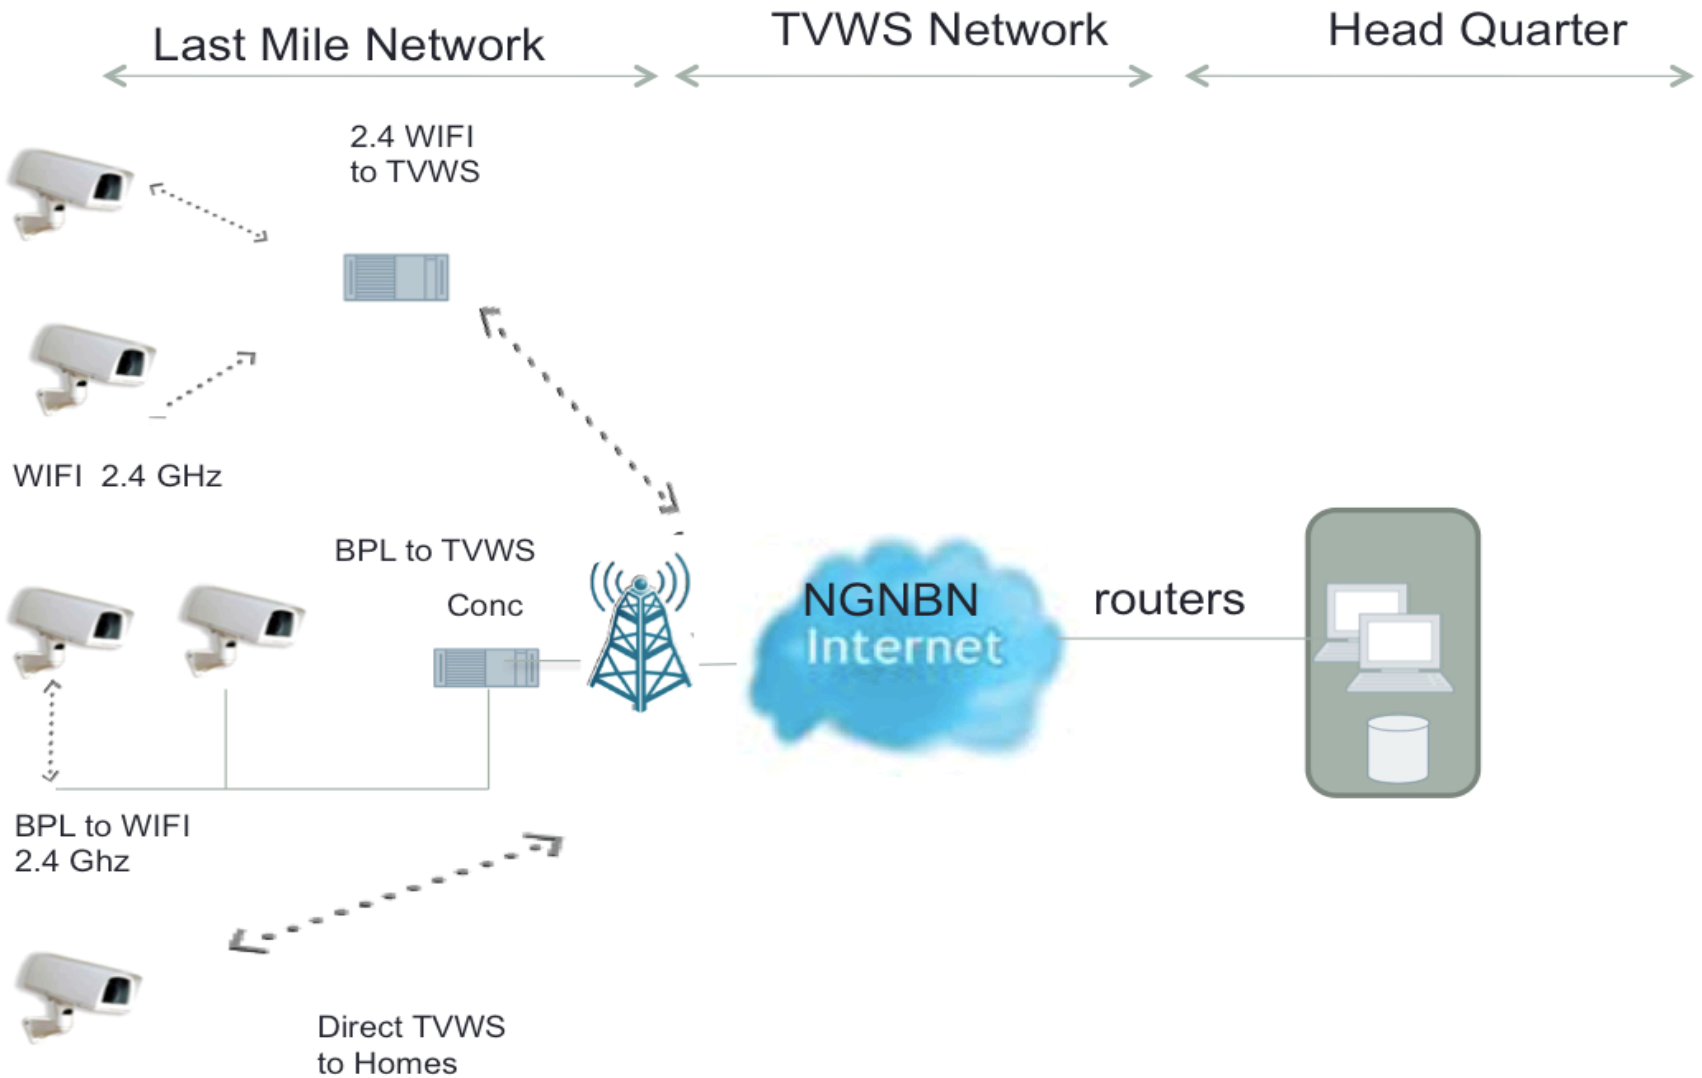 Last Mile Network
TVWS Network
Head Quarter
2.4 WIFI
to TVWS
WIFI 2.4 GHz
BPL to TVWS
Conc
NGNBN
Internet
routers
BPL to WIFI
2.4 Ghz
Direct TVWS
to Homes